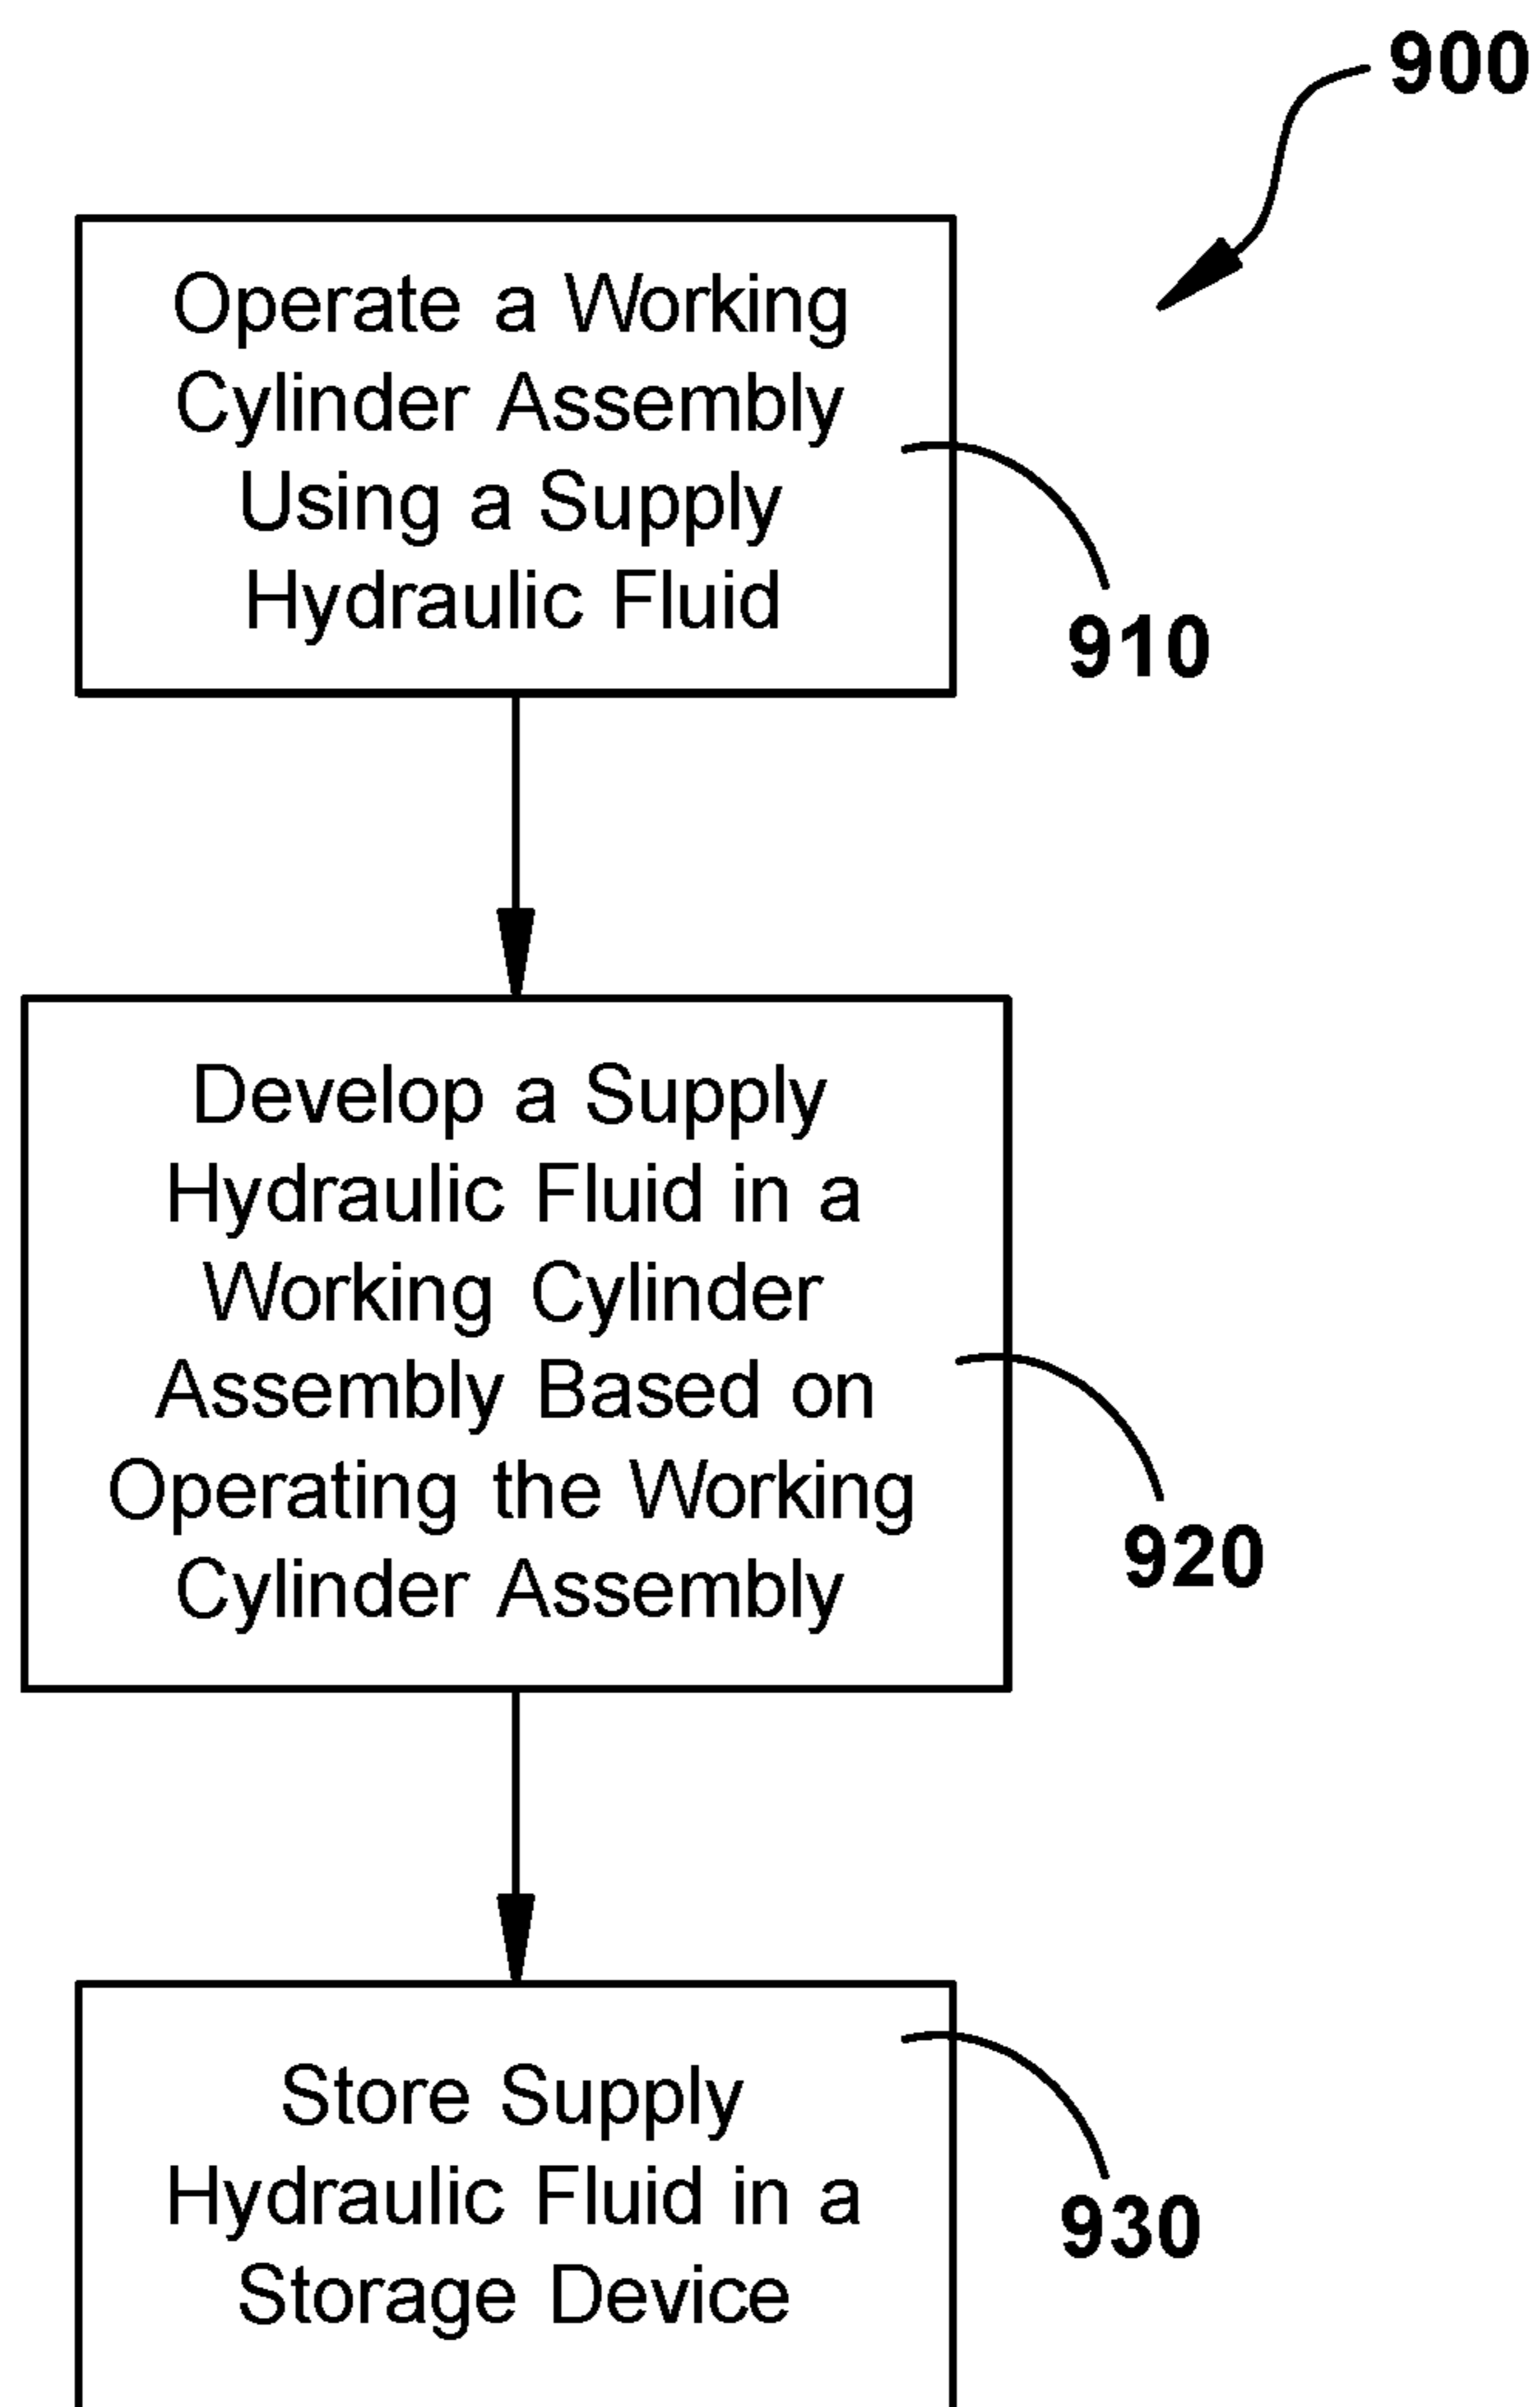 900
Operate a Working
Cylinder Assembly
Using a Supply
Hydraulic Fluid
910
Develop a Supply
Hydraulic Fluid in a
Working Cylinder
Assembly Based on
Operating the Working
Cylinder Assembly
920
Store Supply
Hydraulic Fluid in a
Storage Device
930